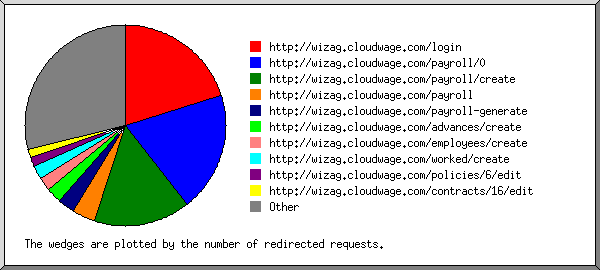 http://wizag.cloudwage.com/login
http://wizag.cloudwage.com/payroll/0
http://wizag.cloudwage.com/payroll/create
http://wizag.cloudwage.com/payroll
http://wizag.cloudwage.com/payroll-generate
http://wizag.cloudwage.com/advances/create
http://wizag.cloudwage.com/employees/create
http://wizag.cloudwage.com/worked/create
http://wizag.cloudwage.com/policies/6/edit
http://wizag.cloudwage.com/contracts/16/edit
Other
The wedges are plotted by the number of redirected requests.